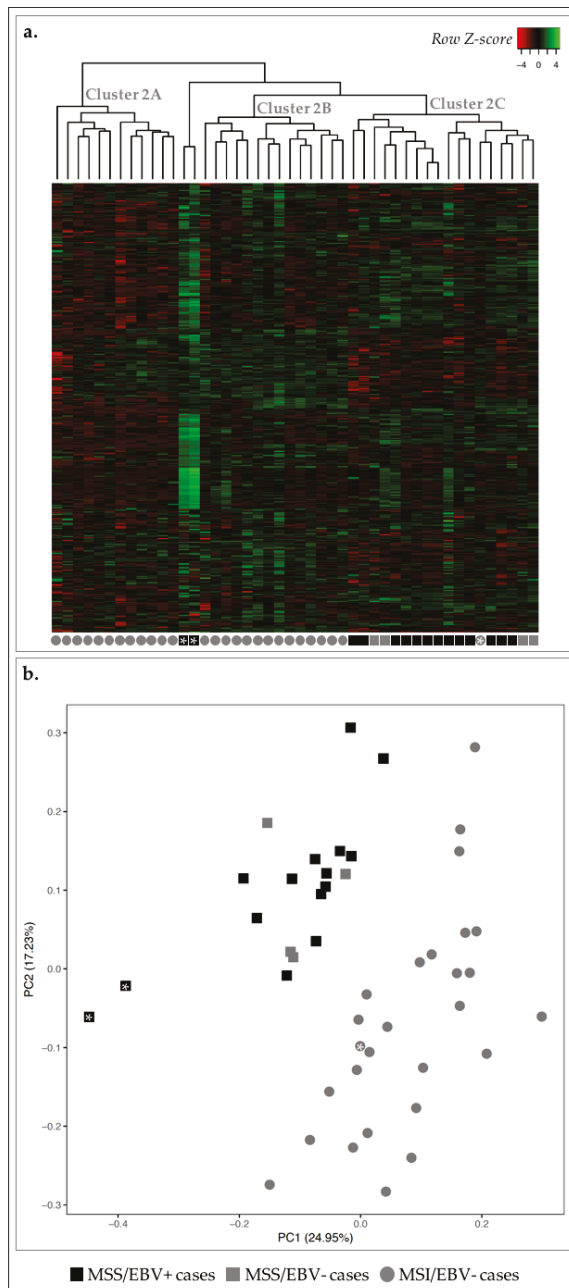 a.
Row Z-score
−4 0 4
Cluster 2A
Cluster 2B
Cluster 2C
* * *
b.
0.3
0.2
0.1
0.0
−0.1
−0.2
−0.3
PC2 (17.23%)
* * *
−0.4 −0.2 0.0 0.2
PC1 (24.95%)
MSS/EBV+ cases MSS/EBV- cases MSI/EBV- cases